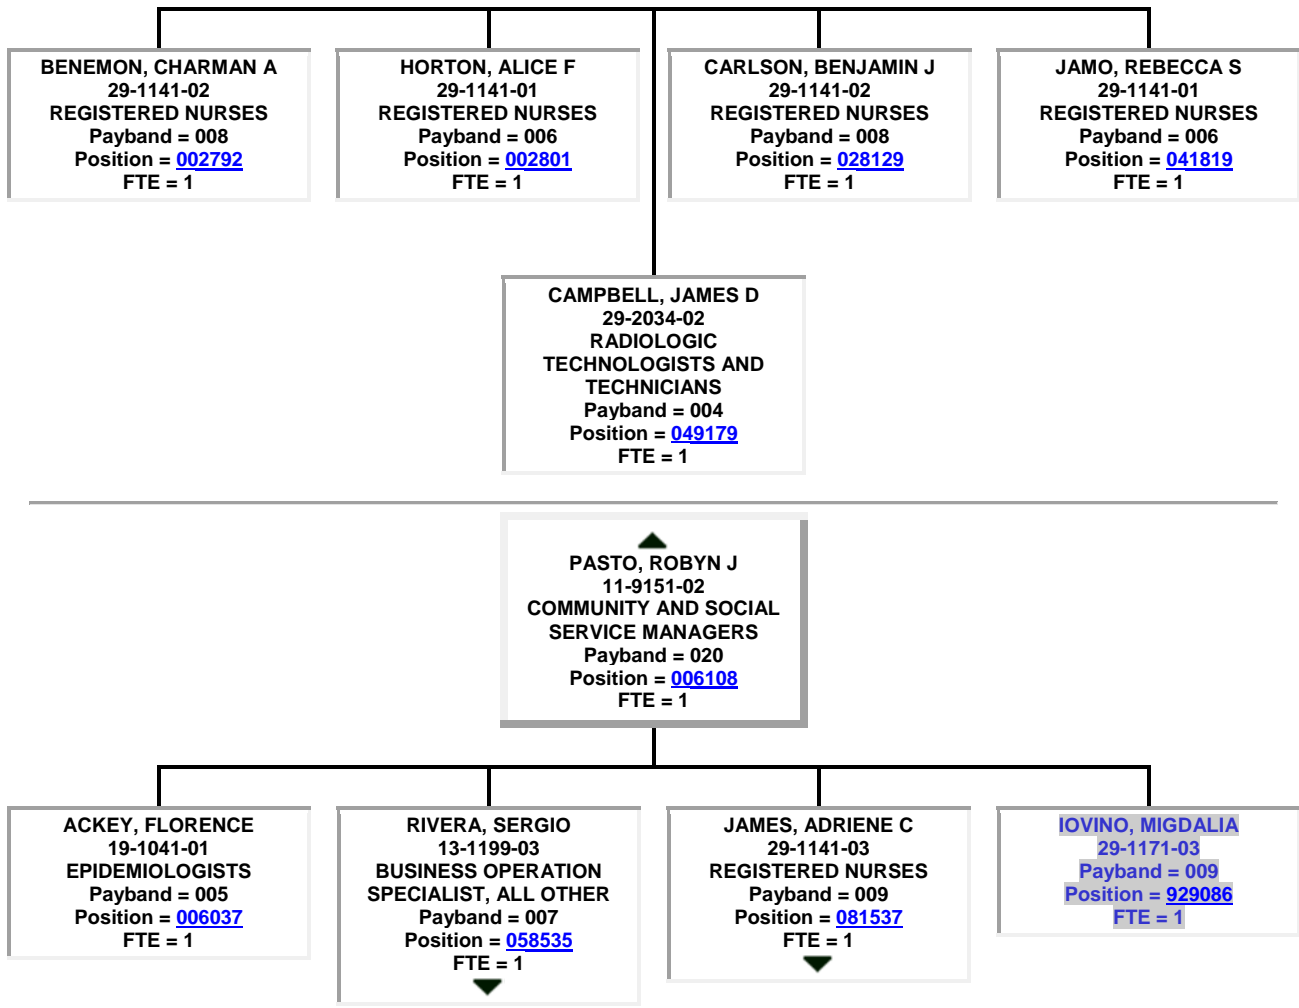 BENEMON, CHARMAN A
29-1141-02
REGISTERED NURSES
Payband = 008
Position = 002792
FTE = 1
HORTON, ALICE F
29-1141-01
REGISTERED NURSES
Payband = 006
Position = 002801
FTE = 1
CARLSON, BENJAMIN J
29-1141-02
REGISTERED NURSES
Payband = 008
Position = 028129
FTE = 1
JAMO, REBECCA S
29-1141-01
REGISTERED NURSES
Payband = 006
Position = 041819
FTE = 1
CAMPBELL, JAMES D
29-2034-02
RADIOLOGIC
TECHNOLOGISTS AND
TECHNICIANS
Payband = 004
Position = 049179
FTE = 1
PASTO, ROBYN J
11-9151-02
COMMUNITY AND SOCIAL
SERVICE MANAGERS
Payband = 020
Position = 006108
FTE = 1
ACKEY, FLORENCE
19-1041-01
EPIDEMIOLOGISTS
Payband = 005
Position = 006037
FTE = 1
RIVERA, SERGIO
13-1199-03
BUSINESS OPERATION
SPECIALIST, ALL OTHER
Payband = 007
Position = 058535
FTE = 1
JAMES, ADRIENE C
29-1141-03
REGISTERED NURSES
Payband = 009
Position = 081537
FTE = 1
IOVINO, MIGDALIA
29-1171-03
Payband = 009
Position = 929086
FTE = 1